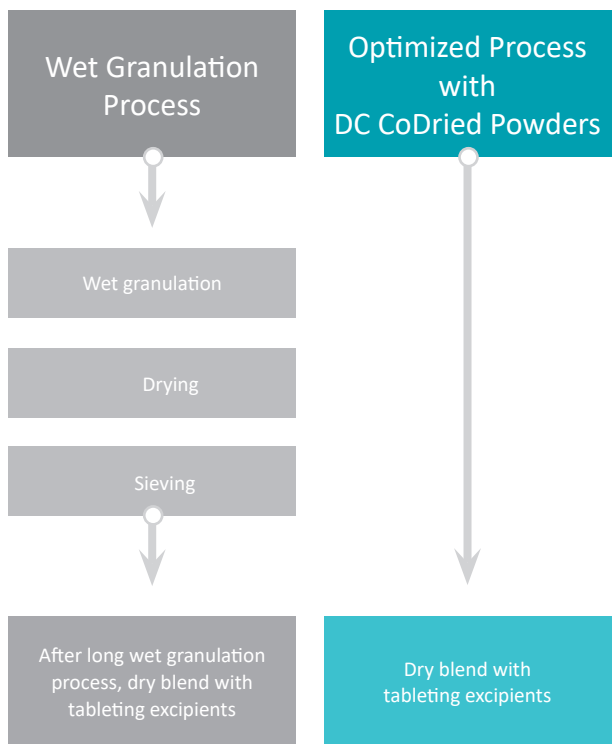 Wet Granulation
Process
Wet granulation
Drying
Sieving
After long wet granulation
process, dry blend with
tableting excipients
Optimized Process
with
DC CoDried Powders
Dry blend with
tableting excipients